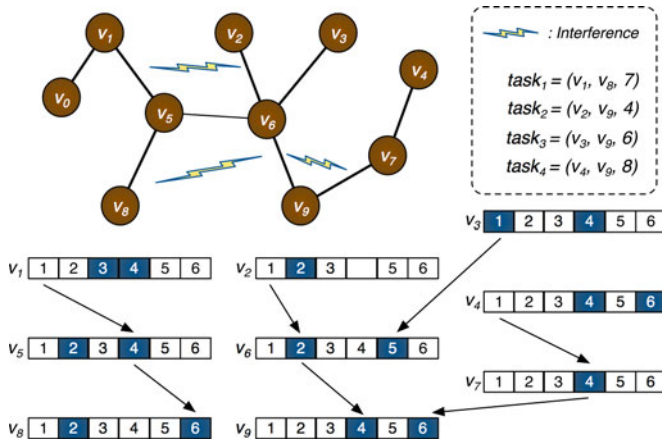 v1
v2
v3
v4
v0
v5
v6
v7
v8
v9
: Interference
task1 = (v1, v8, 7)
task2 = (v2, v9, 4)
task3 = (v3, v9, 6)
task4 = (v4, v9, 8)
v3 1 2 3 4 5 6
v1 1 2 3 4 5 6
v2 1 2 3 5 6
v4 1 2 3 4 5 6
v5 1 2 3 4 5 6
v6 1 2 3 4 5 6
v7 1 2 3 4 5 6
v8 1 2 3 4 5 6
v9 1 2 3 4 5 6